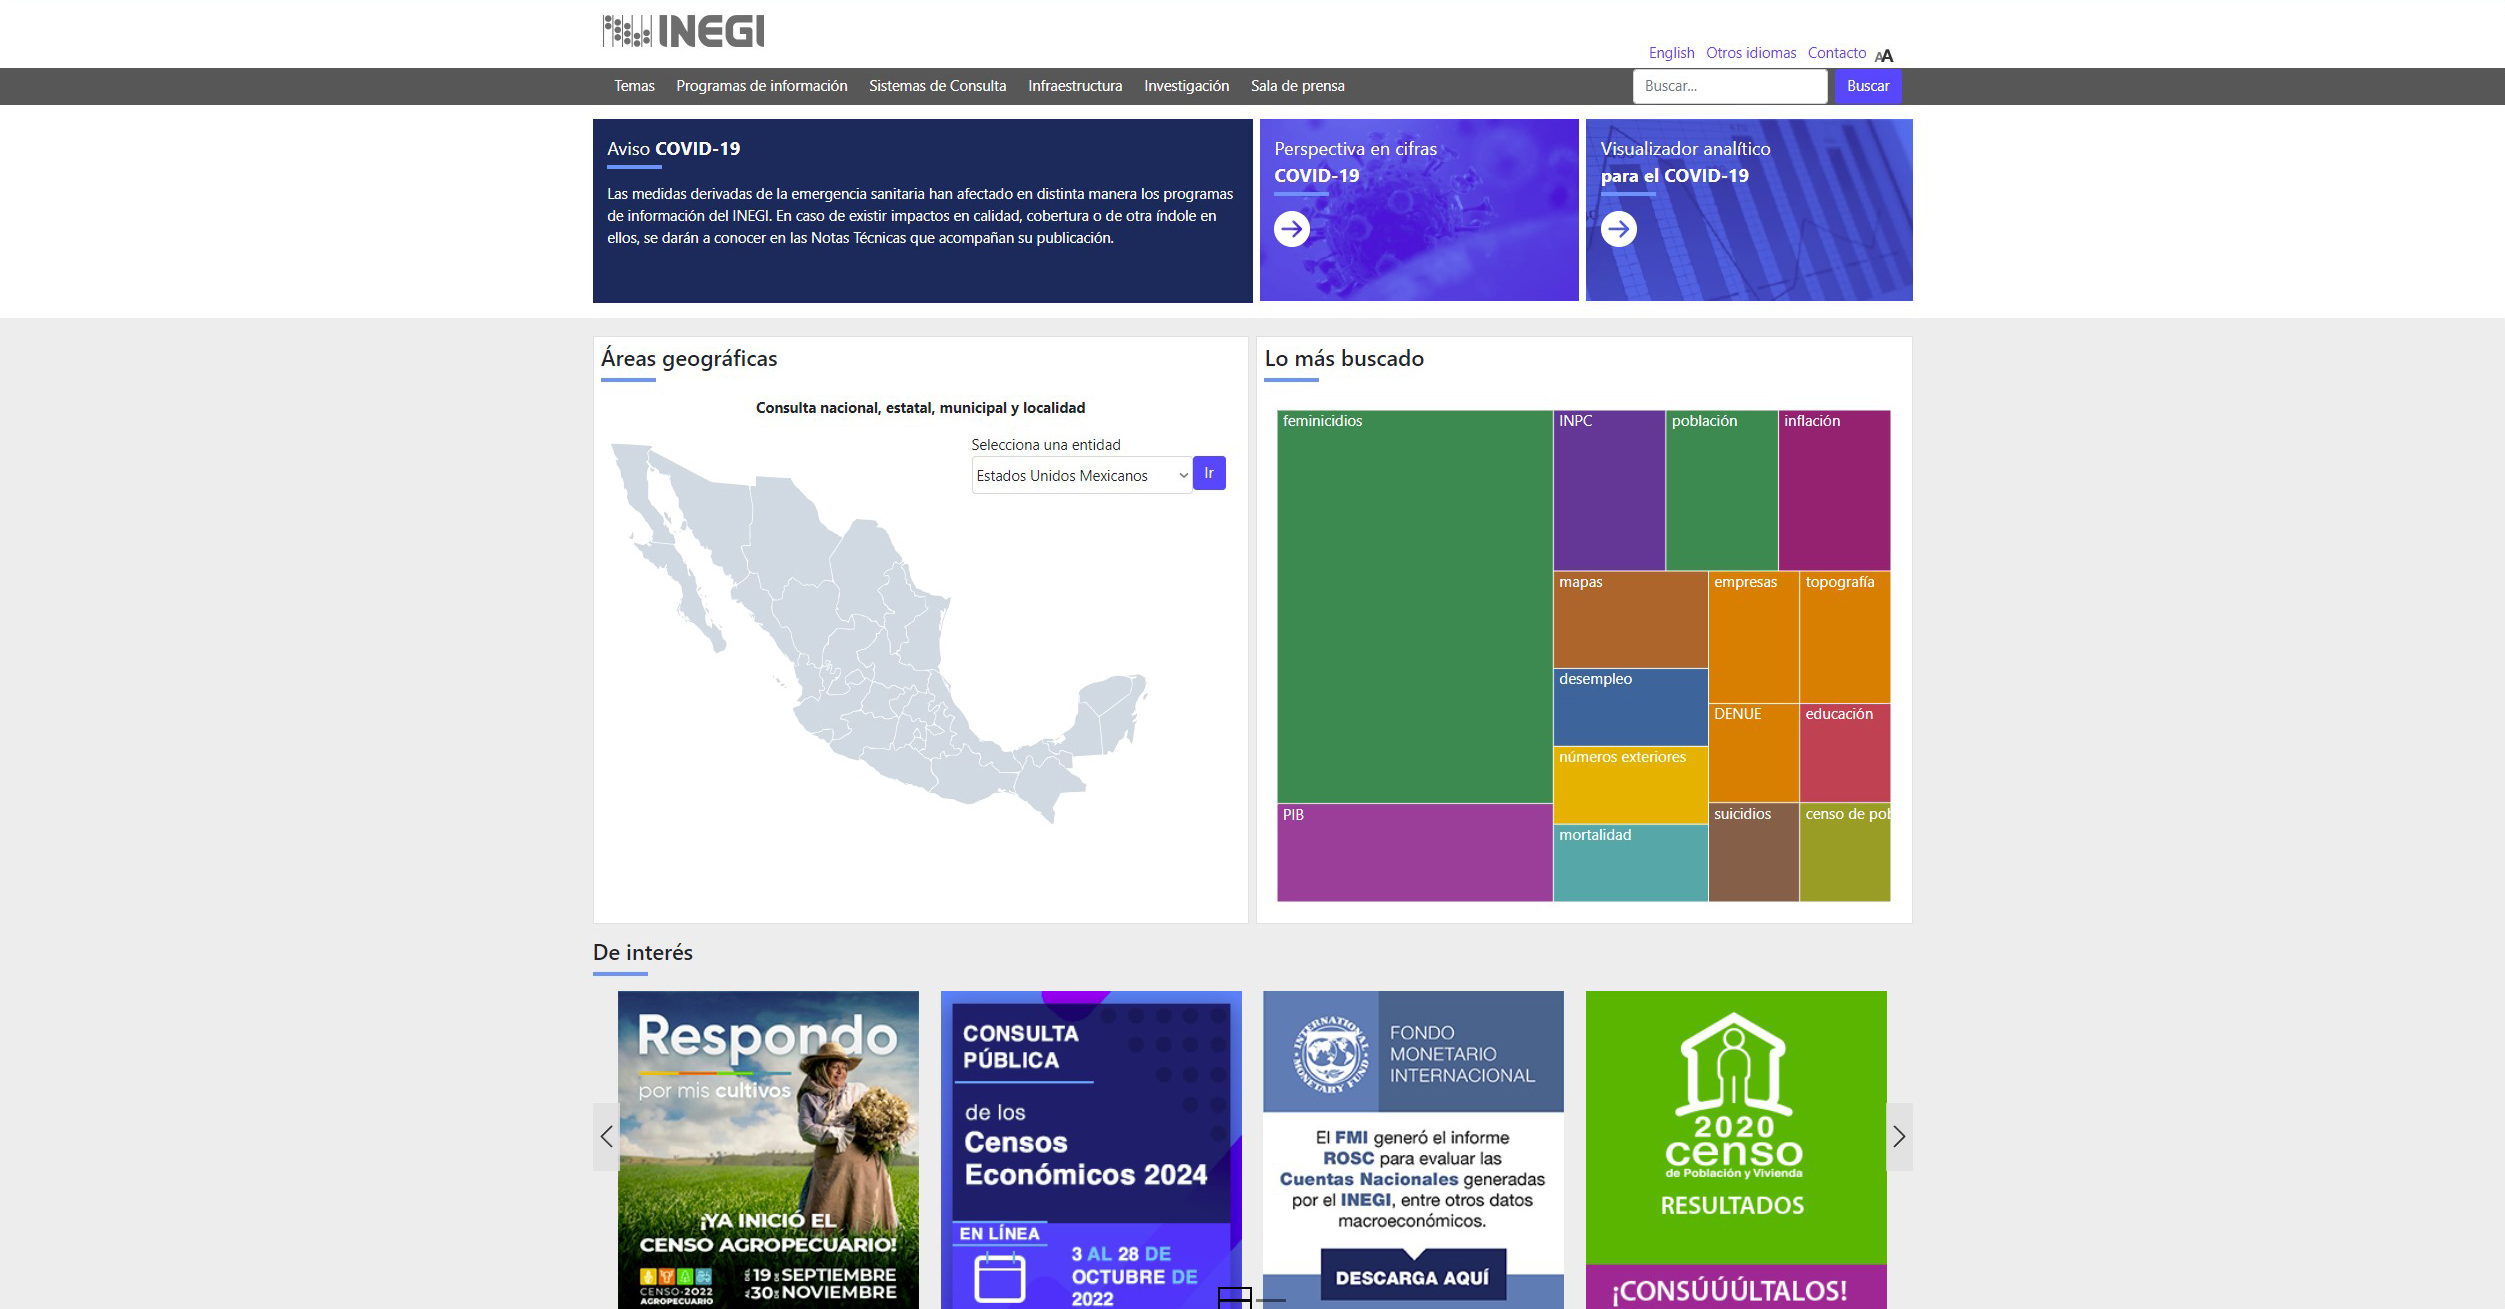 INEGI
English Otros idiomas Contacto AA
Temas Programas de información Sistemas de Consulta Infraestructura Investigación Sala de prensa Buscar... Buscar
Aviso COVID-19
Las medidas derivadas de la emergencia sanitaria han afectado en distinta manera los programas
de información del INEGI. En caso de existir impactos en calidad, cobertura o de otra índole en
ellos, se darán a conocer en las Notas Técnicas que acompañan su publicación.
Perspectiva en cifras
COVID-19
Visualizador analítico
para el COVID-19
Áreas geográficas
Consulta nacional, estatal, municipal y localidad
Selecciona una entidad
Estados Unidos Mexicanos Ir
Lo más buscado
feminicidios
INPC
población
inflación
mapas
empresas
topografía
desempleo
DENUE
educación
números exteriores
PIB
mortalidad
suicidios
censo de pob
De interés
Respondo
por mis cultivos
¡YA INICIÓ EL
CENSO AGROPECUARIO!
CENSO·2022
AGROPECUARIO
DEL 19 DE SEPTIEMBRE
AL 30 DE NOVIEMBRE
CONSULTA
PÚBLICA
de los
Censos
Económicos 2024
EN LÍNEA
3 AL 28 DE
OCTUBRE DE
2022
INTERNATIONAL MONETARY FUND
FONDO
MONETARIO
INTERNACIONAL
El FMI generó el informe
ROSC para evaluar las
Cuentas Nacionales generadas
por el INEGI, entre otros datos
macroeconómicos.
DESCARGA AQUÍ
2020
censo
de Población y Vivienda
RESULTADOS
¡CONSÚÚÚLTALOS!